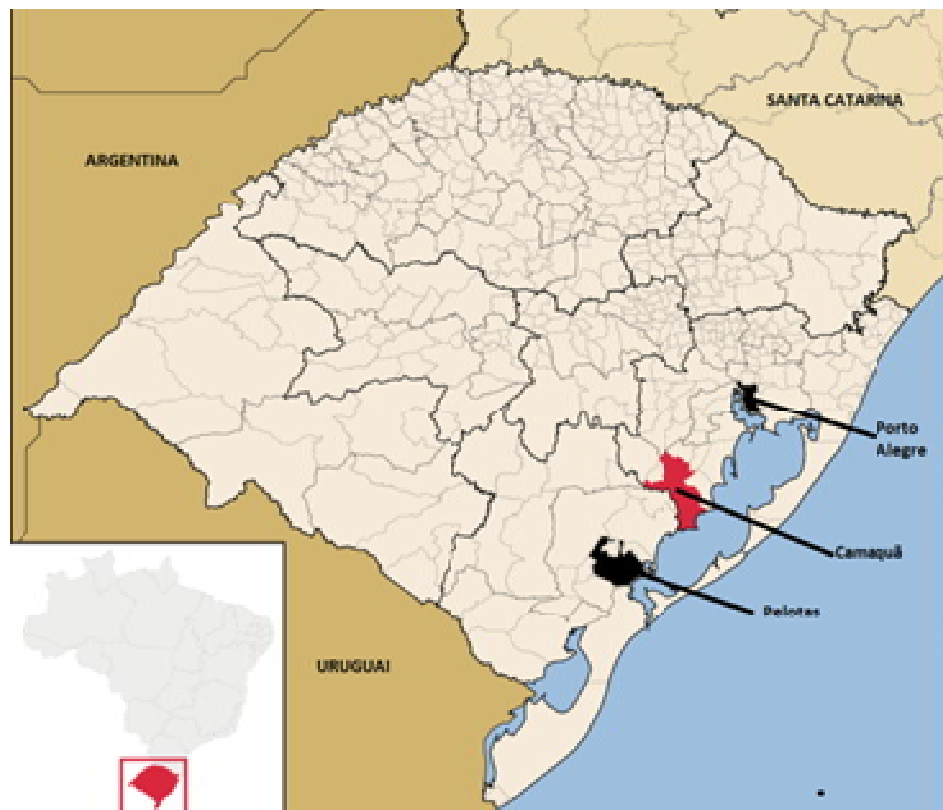 SANTA CATARINA
ARGENTINA
Porto
Alegre
Camaquã
Pelotas
URUGUAI